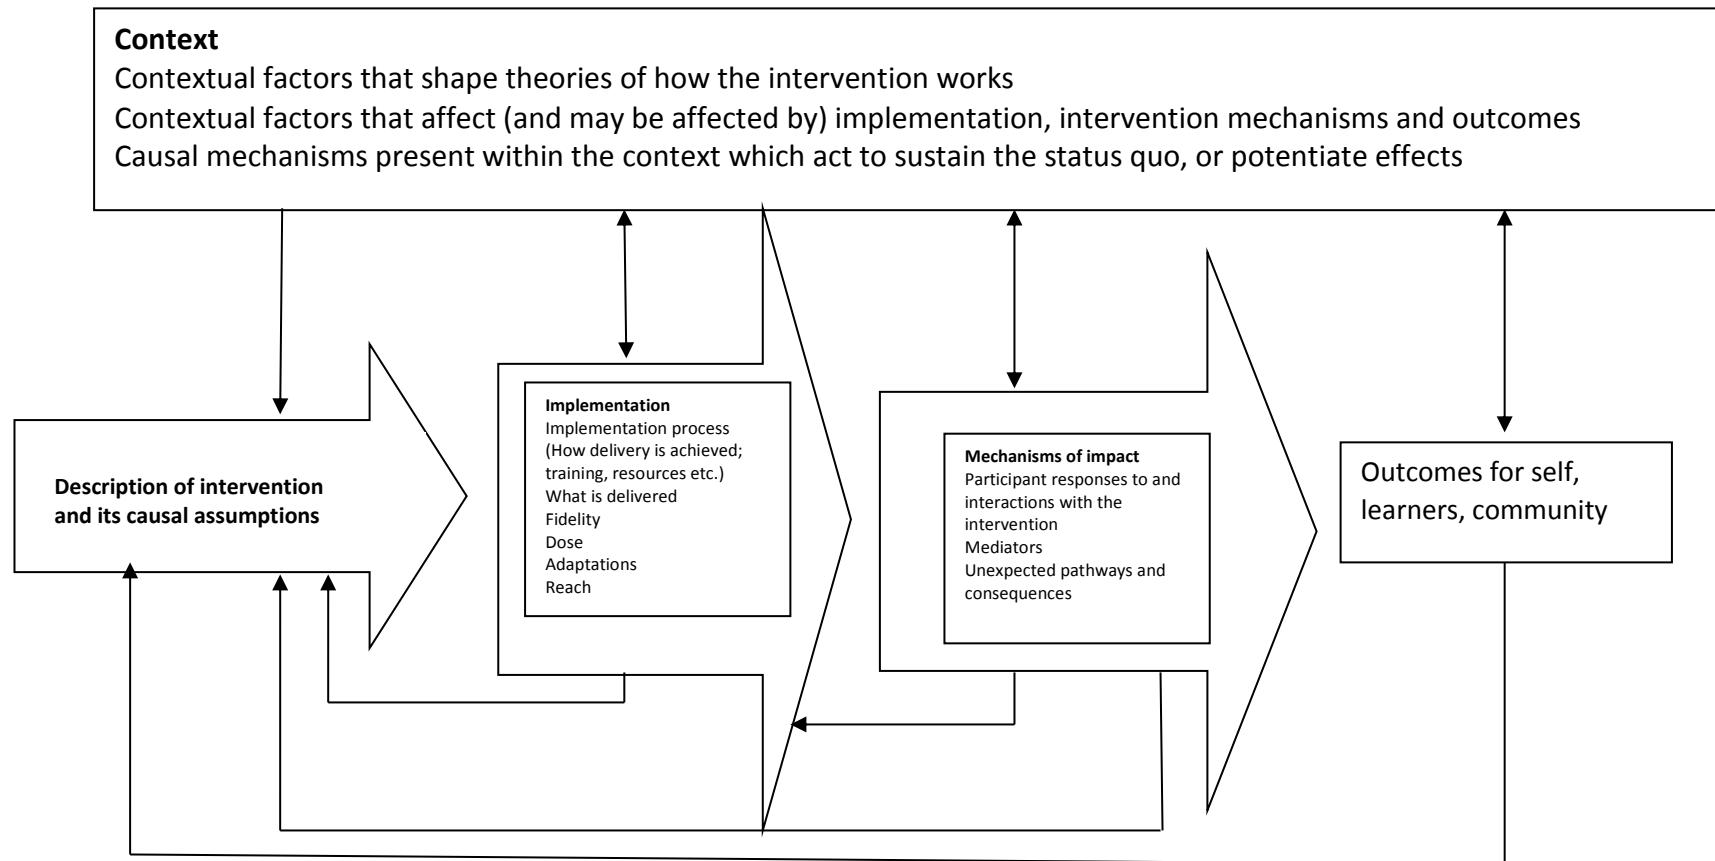 Context
Contextual factors that shape theories of how the intervention works
Contextual factors that affect (and may be affected by) implementation, intervention mechanisms and outcomes
Causal mechanisms present within the context which act to sustain the status quo, or potentiate effects
Description of intervention
and its causal assumptions
Implementation
Implementation process
(How delivery is achieved;
training, resources etc.)
What is delivered
Fidelity
Dose
Adaptations
Reach
Mechanisms of impact
Participant responses to and
interactions with the
intervention
Mediators
Unexpected pathways and
consequences
Outcomes for self,
learners, community